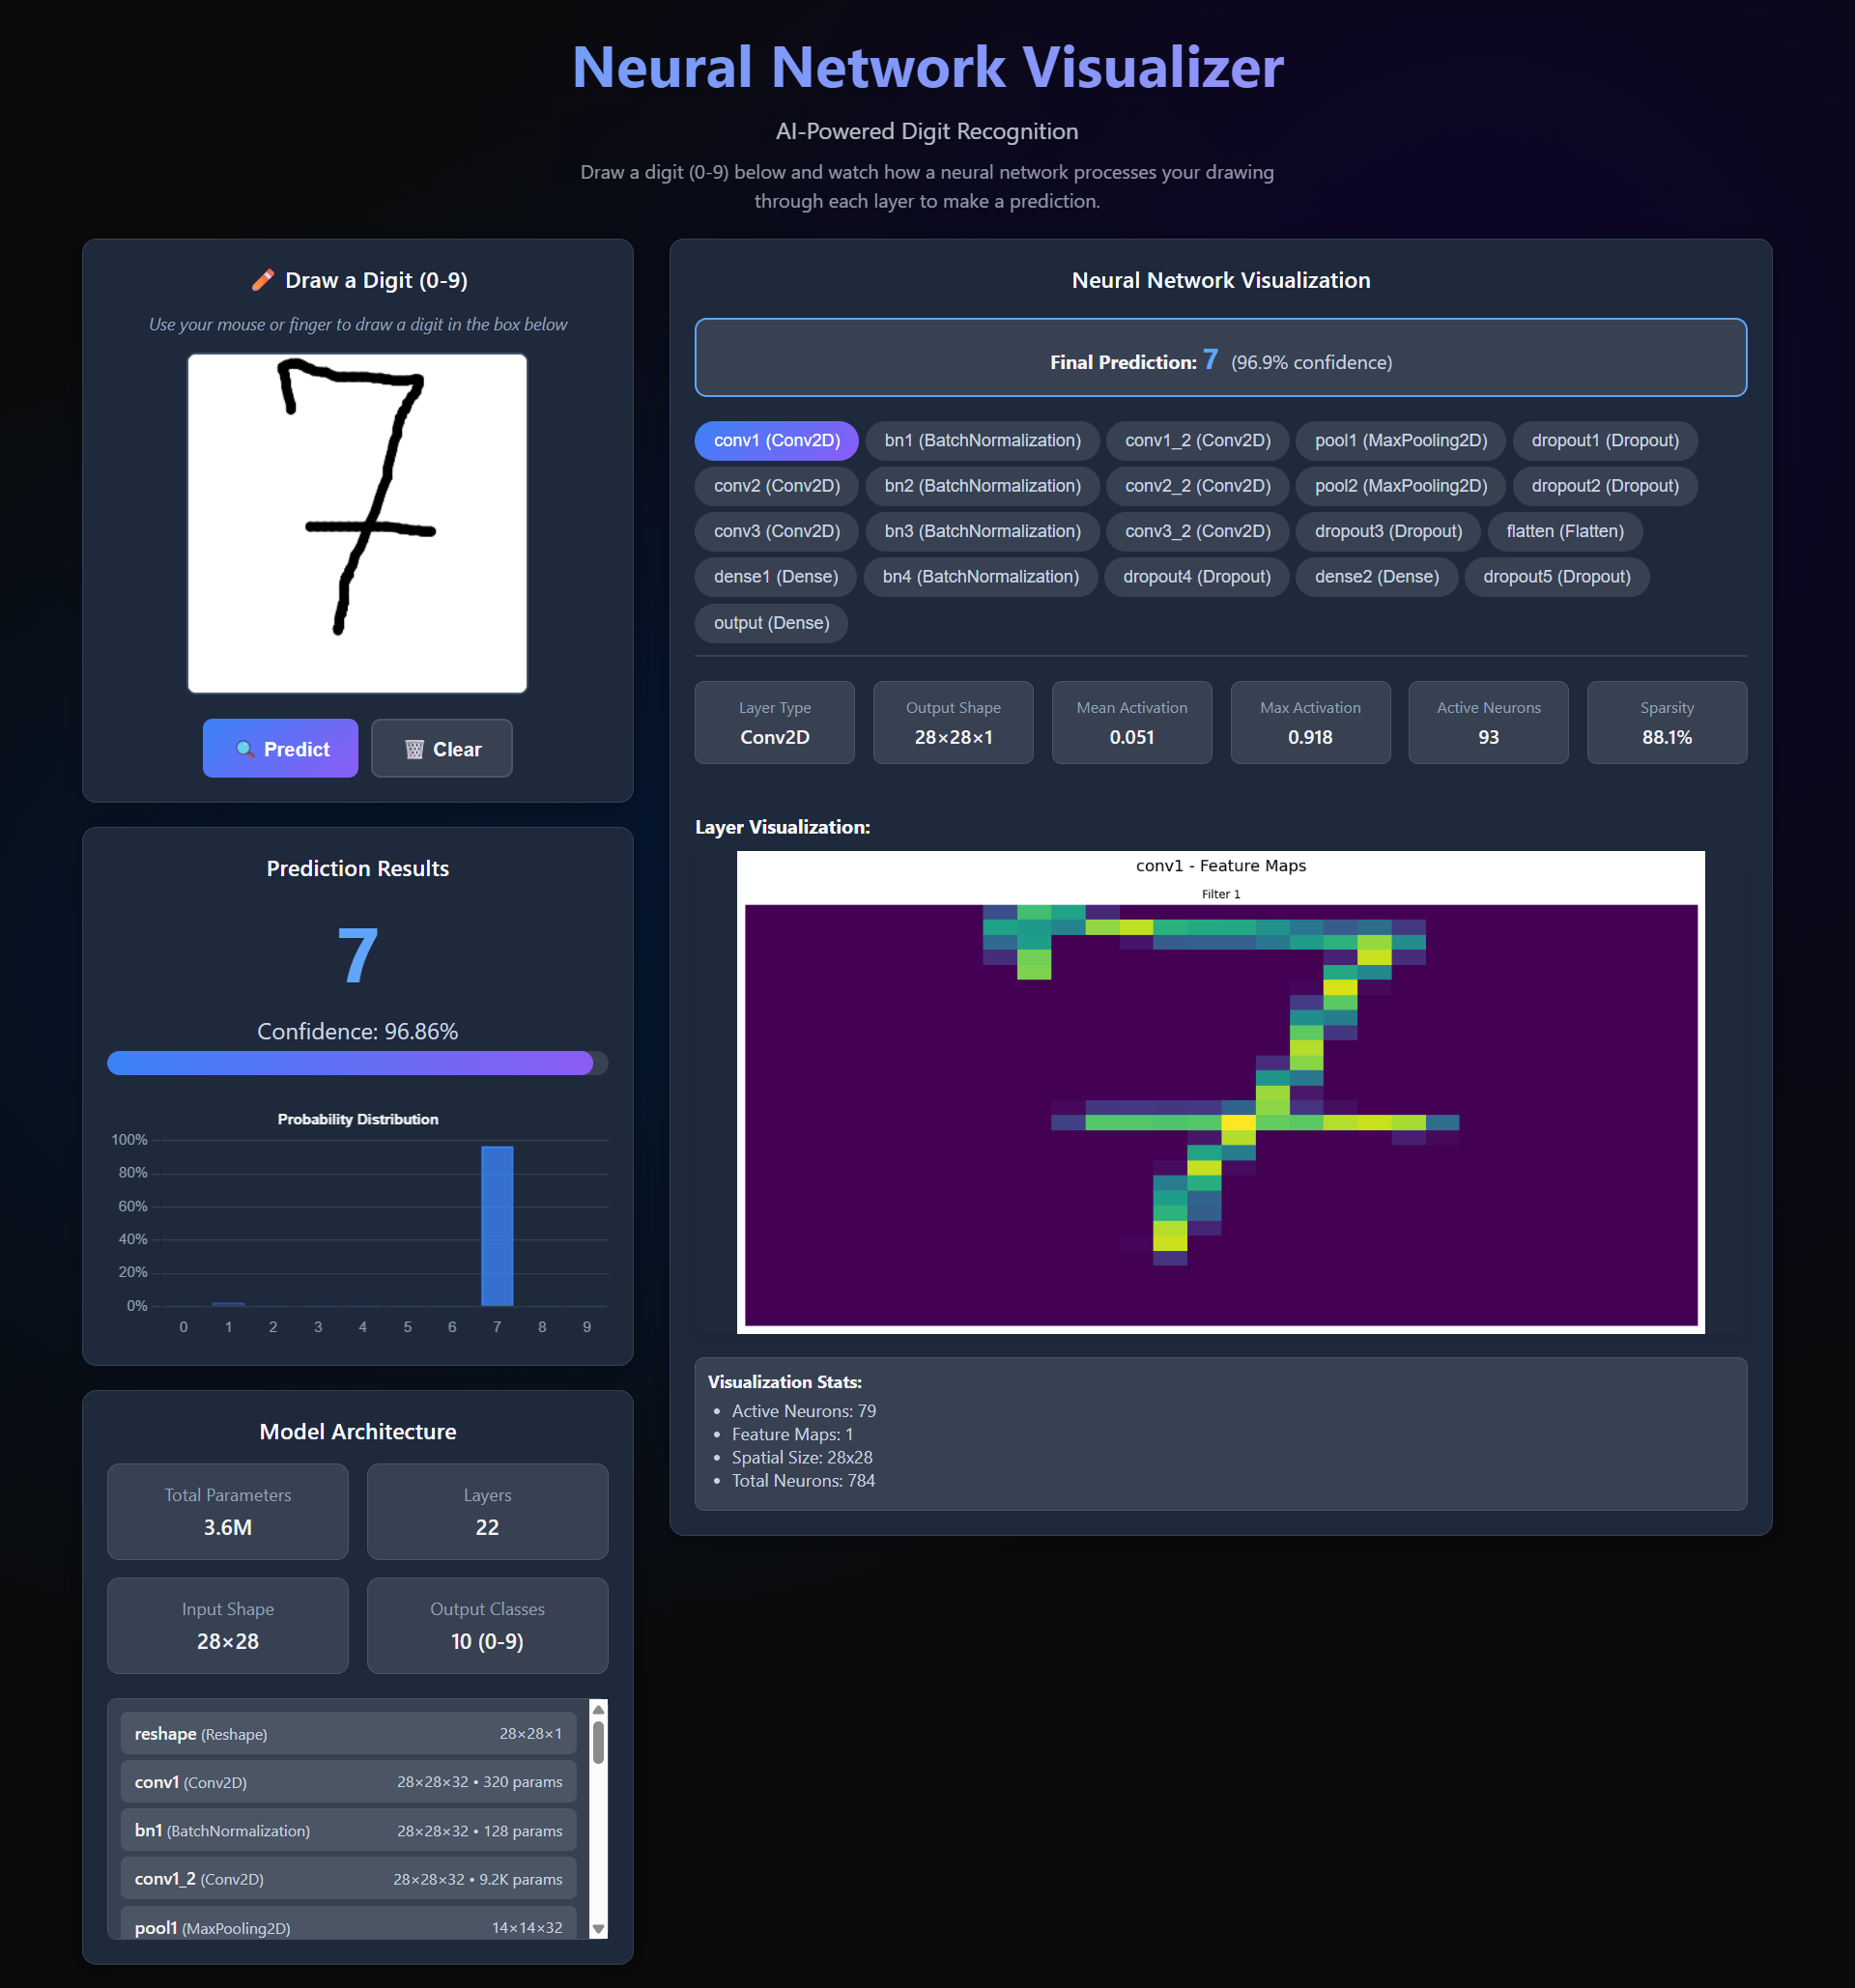 Neural Network Visualizer
AI-Powered Digit Recognition
Draw a digit (0-9) below and watch how a neural network processes your drawing
through each layer to make a prediction.
Draw a Digit (0-9)
Use your mouse or finger to draw a digit in the box below
7
Predict
Clear
Prediction Results
7
Confidence: 96.86%
Probability Distribution
100%
80%
60%
40%
20%
0%
0 1 2 3 4 5 6 7 8 9
Model Architecture
Total Parameters
3.6M
Layers
22
Input Shape
28×28
Output Classes
10 (0-9)
reshape (Reshape) 28×28×1
conv1 (Conv2D) 28×28×32 • 320 params
bn1 (BatchNormalization) 28×28×32 • 128 params
conv1_2 (Conv2D) 28×28×32 • 9.2K params
pool1 (MaxPooling2D) 14×14×32
Neural Network Visualization
Final Prediction: 7 (96.9% confidence)
conv1 (Conv2D) bn1 (BatchNormalization) conv1_2 (Conv2D) pool1 (MaxPooling2D) dropout1 (Dropout)
conv2 (Conv2D) bn2 (BatchNormalization) conv2_2 (Conv2D) pool2 (MaxPooling2D) dropout2 (Dropout)
conv3 (Conv2D) bn3 (BatchNormalization) conv3_2 (Conv2D) dropout3 (Dropout) flatten (Flatten)
dense1 (Dense) bn4 (BatchNormalization) dropout4 (Dropout) dense2 (Dense) dropout5 (Dropout)
output (Dense)
Layer Type
Conv2D
Output Shape
28×28×1
Mean Activation
0.051
Max Activation
0.918
Active Neurons
93
Sparsity
88.1%
Layer Visualization:
conv1 - Feature Maps
Filter 1
Visualization Stats:
• Active Neurons: 79
• Feature Maps: 1
• Spatial Size: 28x28
• Total Neurons: 784